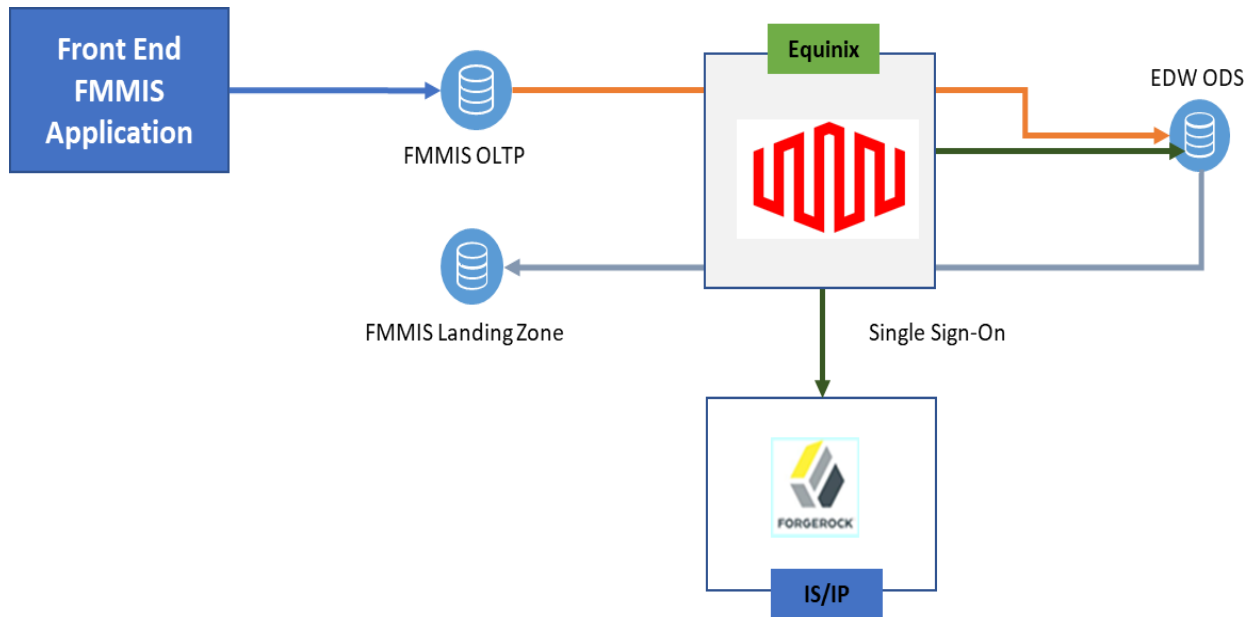 Front End
FMMIS
Application
Equinix
EDW ODS
FMMIS OLTP
FMMIS Landing Zone
Single Sign-On
FORGEROCK
IS/IP